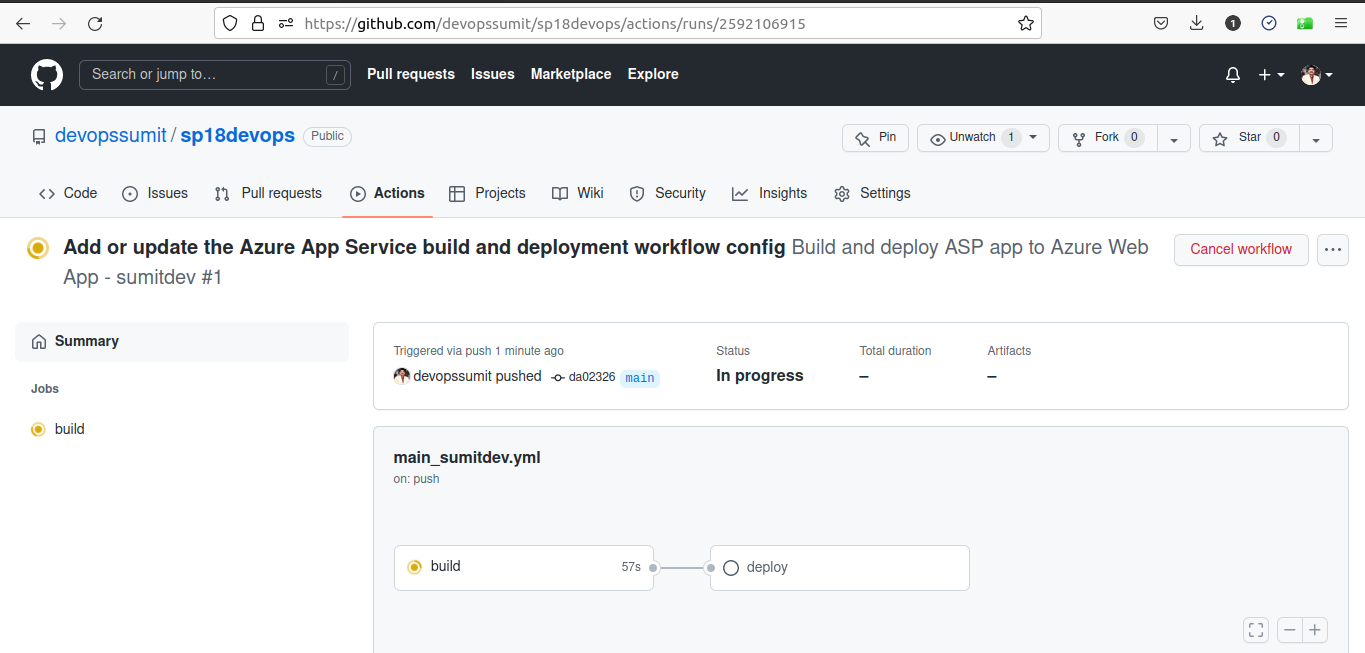 https://github.com/devopssumit/sp18devops/actions/runs/2592106915
1
Search or jump to… / Pull requests Issues Marketplace Explore
devopssumit / sp18devops Public Pin Unwatch 1 Fork 0 Star 0
Code Issues Pull requests Actions Projects Wiki Security Insights Settings
Add or update the Azure App Service build and deployment workflow config Build and deploy ASP app to Azure Web
App - sumitdev #1
Cancel workflow
Summary
Jobs
build
Triggered via push 1 minute ago Status Total duration Artifacts
devopssumit pushed da02326 main In progress – –
main_sumitdev.yml
on: push
build 57s deploy